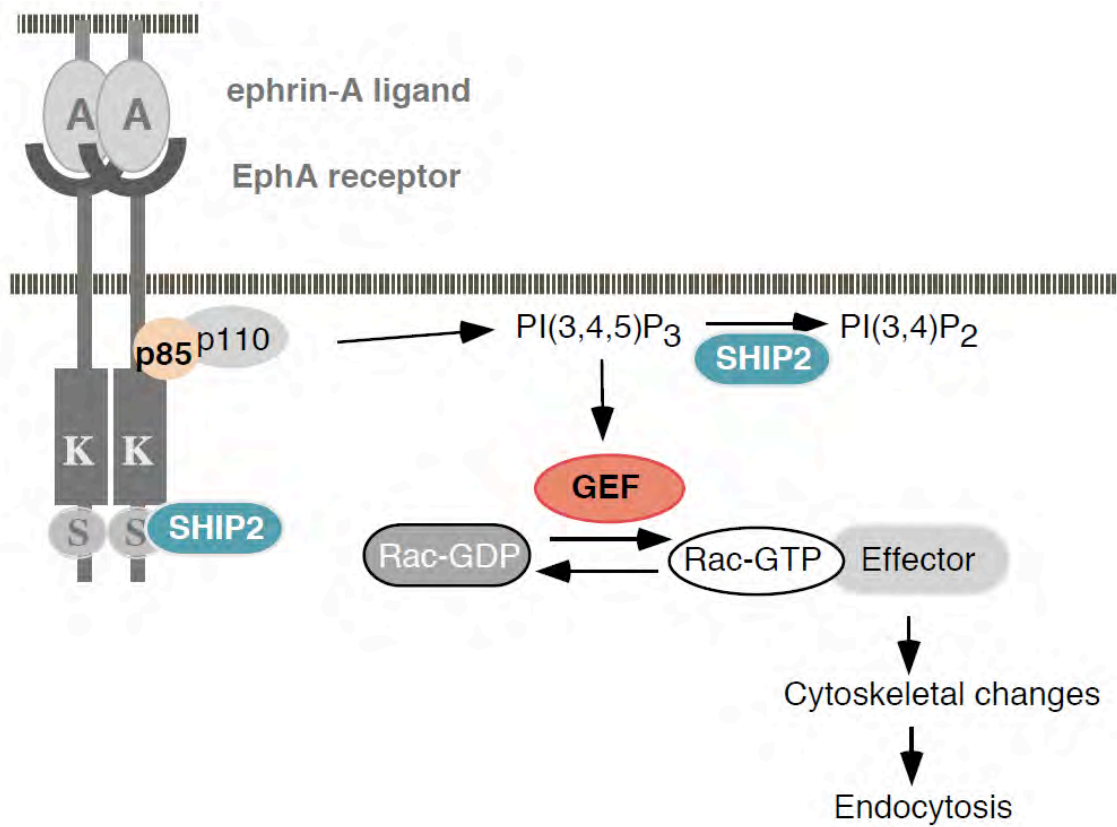 A A
ephrin-A ligand
EphA receptor
p85 p110
PI(3,4,5)P3
PI(3,4)P2
SHIP2
K K
GEF
S S SHIP2
Rac-GDP
Rac-GTP
Effector
Cytoskeletal changes
Endocytosis